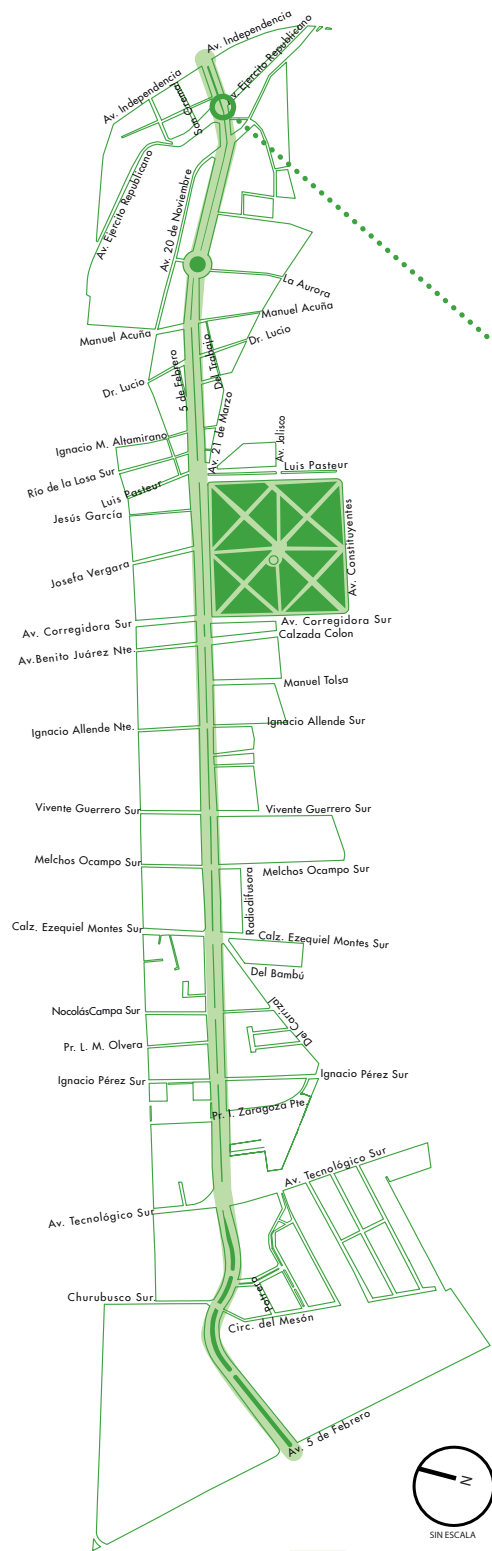 Av. Independencia
Av. Ejercito Republicano
Av. Independencia
San Cremal
Av. Ejercito Republicano
Av. 20 de Noviembre
La Aurora
Manuel Acuña
Manuel Acuña
Dr. Lucio
Del Trabajo
5 de Febrero
Dr. Lucio
Av. 21 de Marzo
Av. Jalisco
Ignacio M. Altamirano
Luis Pasteur
Río de la Losa Sur
Luis Pasteur
Jesús García
Av. Constituyentes
Josefa Vergara
Av. Corregidora Sur
Av. Corregidora Sur
Calzada Colon
Av.Benito Juárez Nte.
Manuel Tolsa
Ignacio Allende Nte.
Ignacio Allende Sur
Vivente Guerrero Sur
Vivente Guerrero Sur
Melchos Ocampo Sur
Melchos Ocampo Sur
Radiodifusora
Calz. Ezequiel Montes Sur
Calz. Ezequiel Montes Sur
Del Bambú
NocolásCampa Sur
Del Carrizal
Pr. L. M. Olvera
Ignacio Pérez Sur
Ignacio Pérez Sur
Pr. I. Zaragoza Pte.
Av. Tecnológico Sur
Av. Tecnológico Sur
Churubusco Sur
Potrero
Circ. del Mesón
Av. 5 de Febrero
N
SIN ESCALA